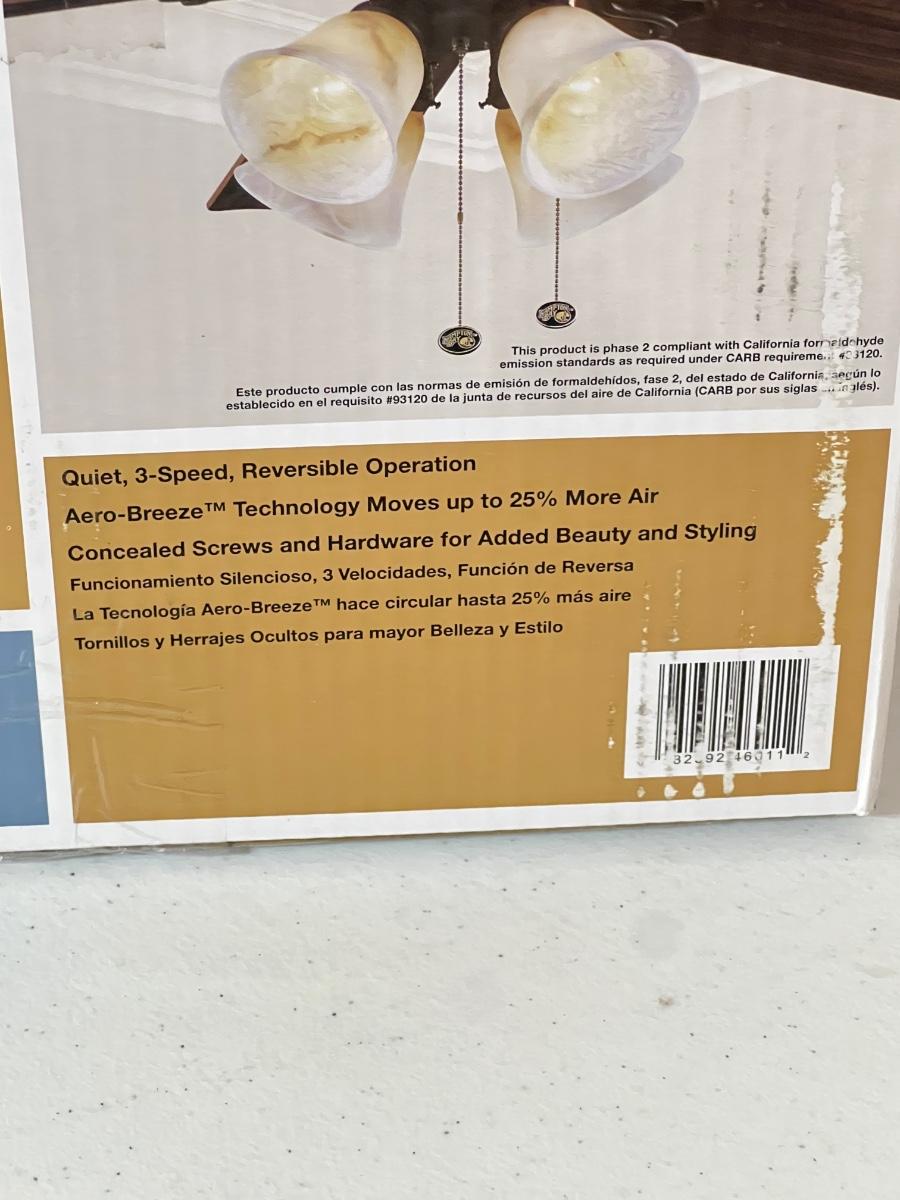 This product is phase 2 compliant with California formaldehyde
emission standards as required under CARB #93120.
Este producto cumple con las normas de emisión de formaldehídos, fase 2, del estado de California, según lo
establecido en el requisito #93120 de la junta de recursos del aire de California (CARB por sus siglas inglés).
Quiet, 3-Speed, Reversible Operation
Aero-Breeze™ Technology Moves up to 25% More Air
Concealed Screws and Hardware for Added Beauty and Styling
Funcionamiento Silencioso, 3 Velocidades, Función de Reversa
La Tecnología Aero-Breeze™ hace circular hasta 25% más aire
Tornillos y Herrajes Ocultos para mayor Belleza y Estilo